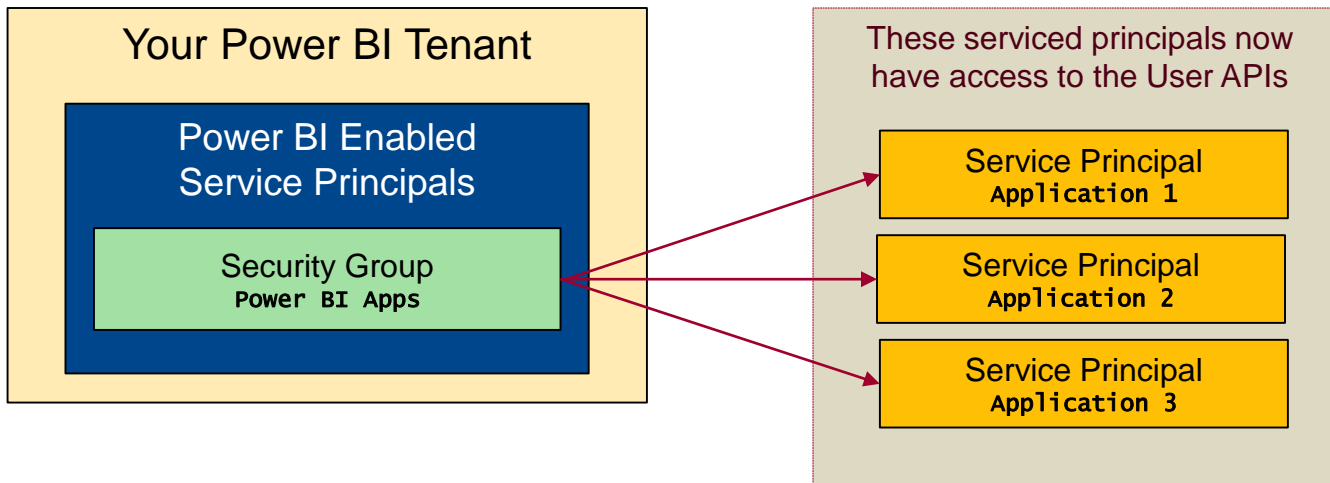 Your Power BI Tenant
Power BI Enabled
Service Principals
Security Group
Power BI Apps
These serviced principals now
have access to the User APIs
Service Principal
Application 1
Service Principal
Application 2
Service Principal
Application 3